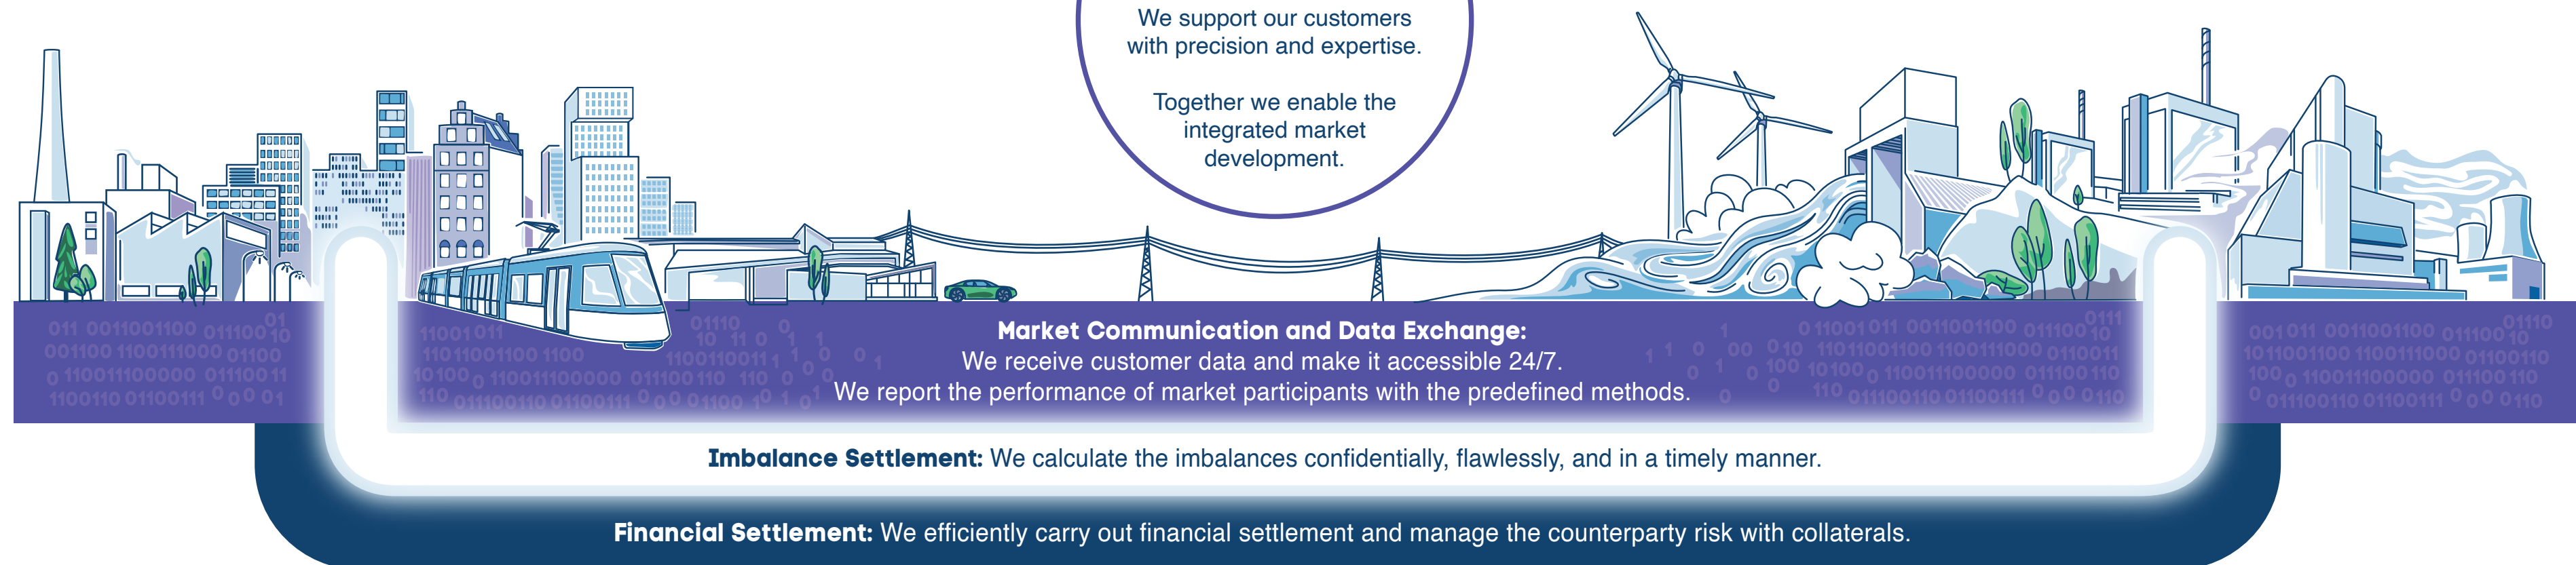 We support our customers
with precision and expertise.
Together we enable the
integrated market
development.
Market Communication and Data Exchange:
We receive customer data and make it accessible 24/7.
We report the performance of market participants with the predefined methods.
Imbalance Settlement: We calculate the imbalances confidentially, flawlessly, and in a timely manner.
Financial Settlement: We efficiently carry out financial settlement and manage the counterparty risk with collaterals.